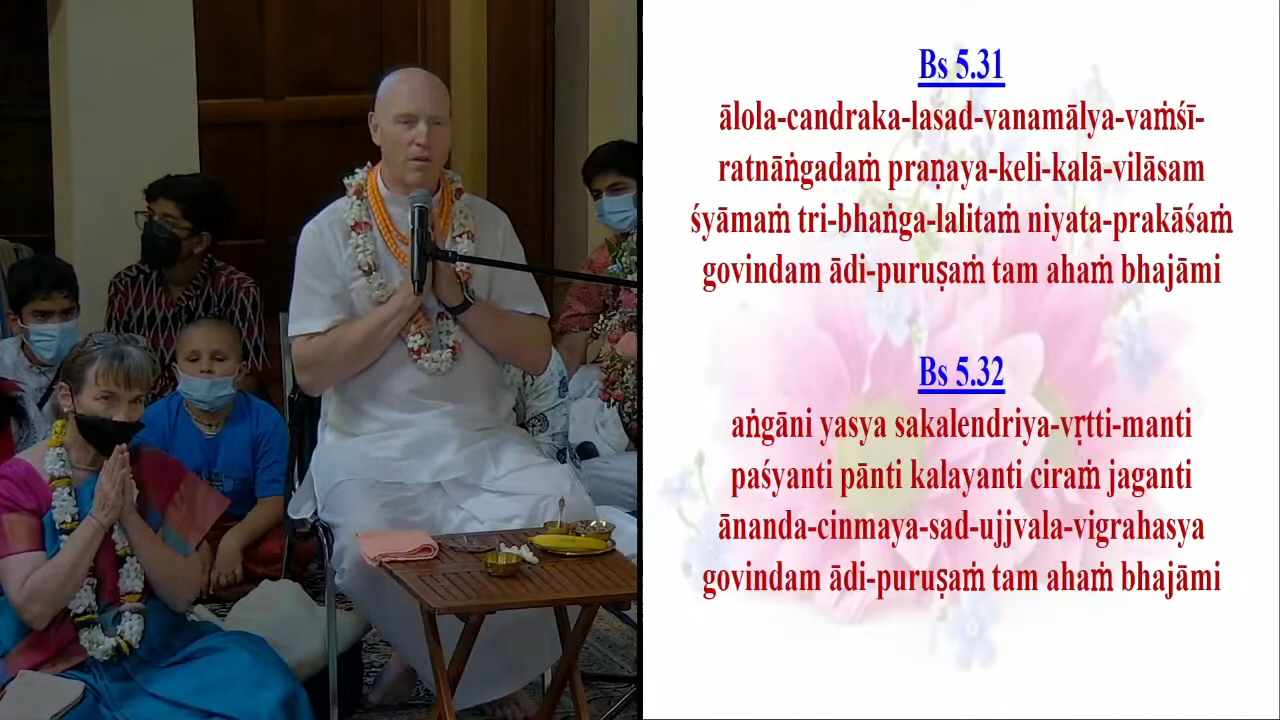 Bs 5.31
ālola-candraka-lasad-vanamālya-vaṁśī-
ratnāṅgadaṁ praṇaya-keli-kalā-vilāsam
śyāmaṁ tri-bhaṅga-lalitaṁ niyata-prakāśaṁ
govindam ādi-puruṣaṁ tam ahaṁ bhajāmi
Bs 5.32
aṅgāni yasya sakalendriya-vṛtti-manti
paśyanti pānti kalayanti ciraṁ jaganti
ānanda-cinmaya-sad-ujjvala-vigrahasya
govindam ādi-puruṣaṁ tam ahaṁ bhajāmi